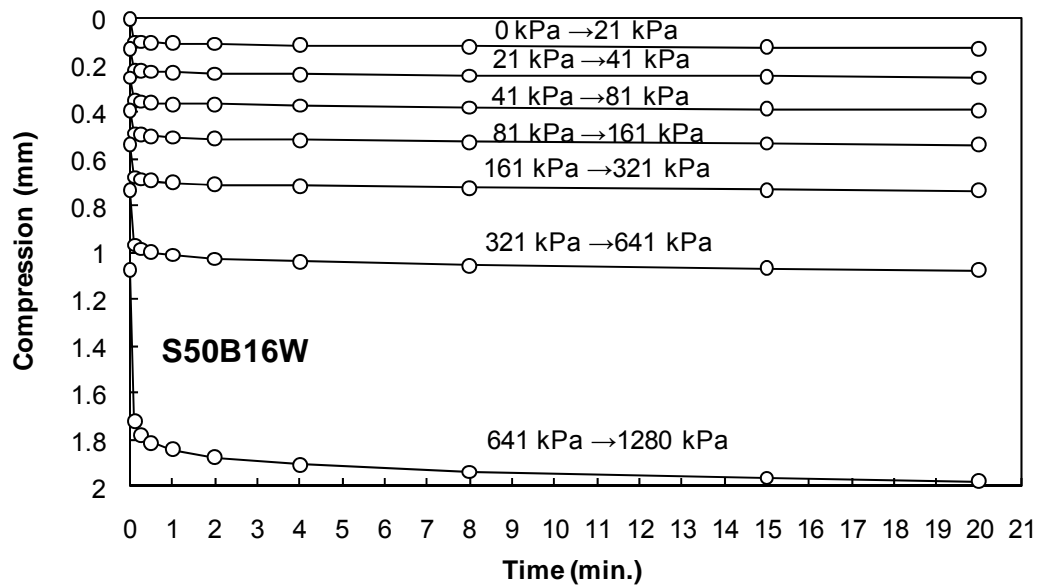 0
0 kPa →21 kPa
0.2
21 kPa →41 kPa
0.4
41 kPa →81 kPa
81 kPa →161 kPa
0.6
161 kPa →321 kPa
0.8
321 kPa →641 kPa
1
1.2
1.4
S50B16W
1.6
1.8
641 kPa →1280 kPa
2
Compression (mm)
0 1 2 3 4 5 6 7 8 9 10 11 12 13 14 15 16 17 18 19 20 21
Time (min.)